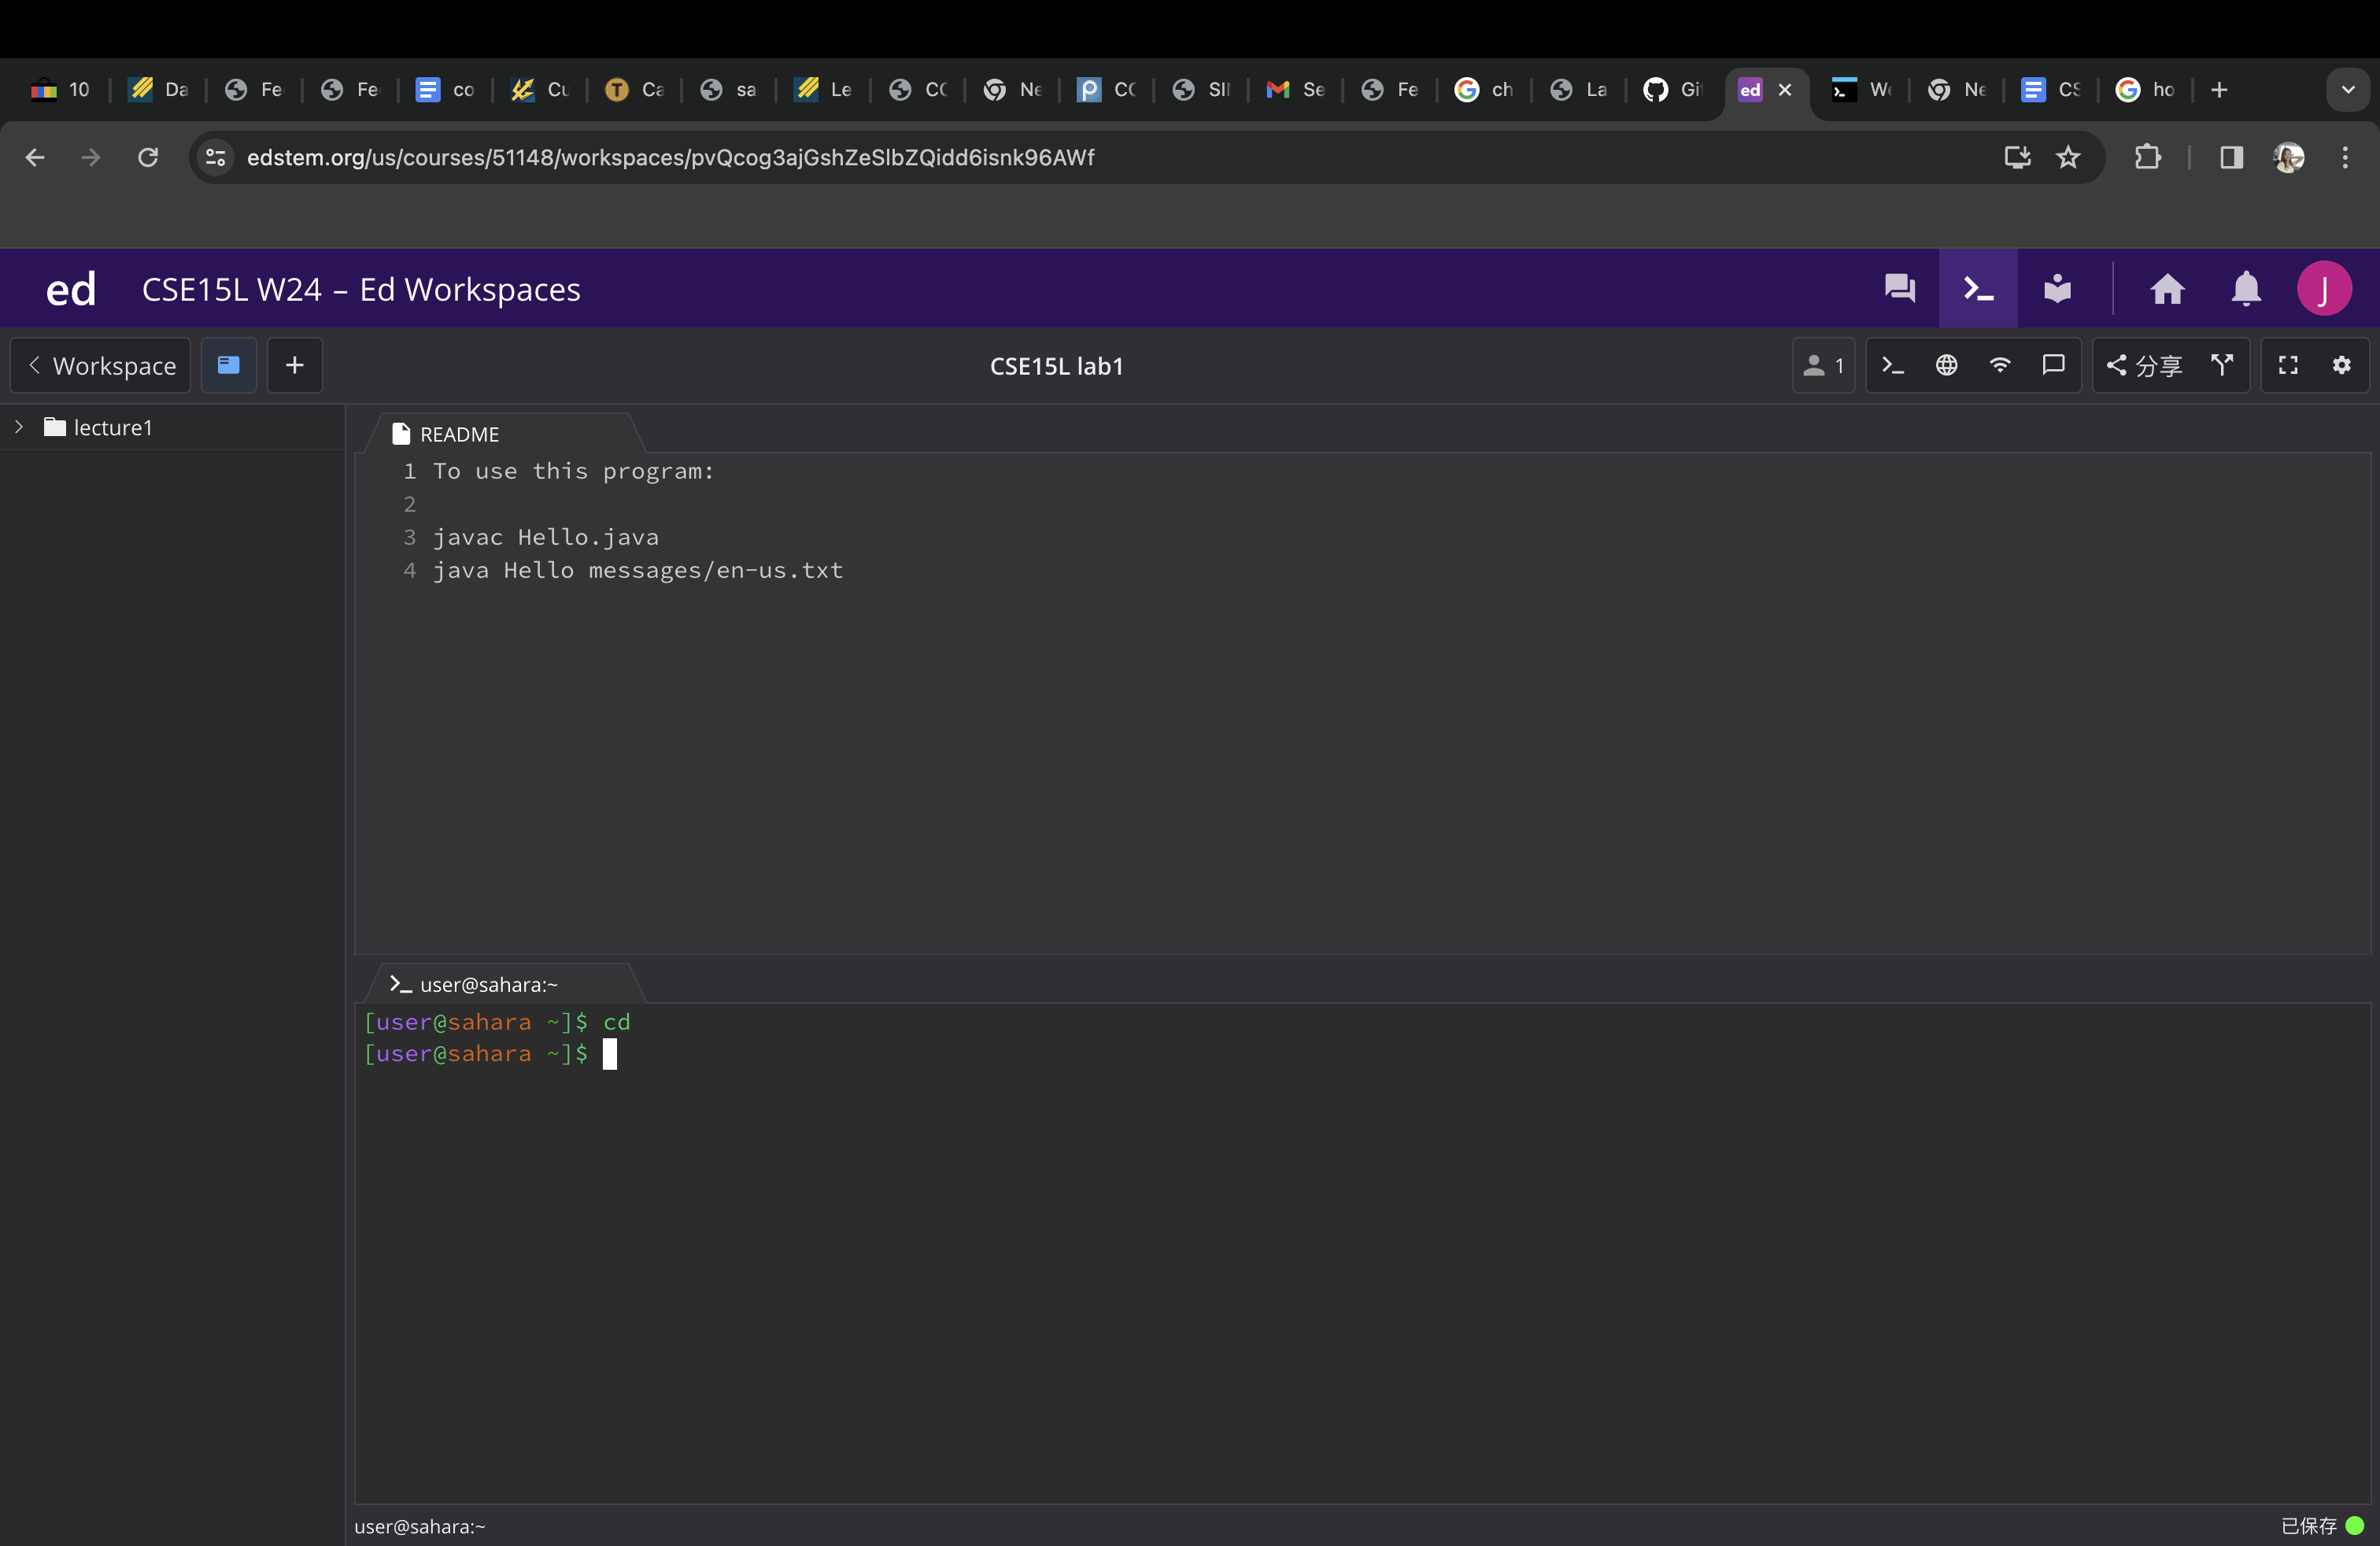 10 Da Fe Fe co Cu Ca sa Le CC Ne CC SII Se Fe ch La Gi ed We Ne CS ho
edstem.org/us/courses/51148/workspaces/pvQcog3ajGshZeSlbZQidd6isnk96AWf
ed CSE15L W24 – Ed Workspaces J
Workspace CSE15L lab1 1 分享
lecture1
README
1 To use this program:
2
3 javac Hello.java
4 java Hello messages/en-us.txt
user@sahara:~
[user@sahara ~]$ cd
[user@sahara ~]$
user@sahara:~ 已保存